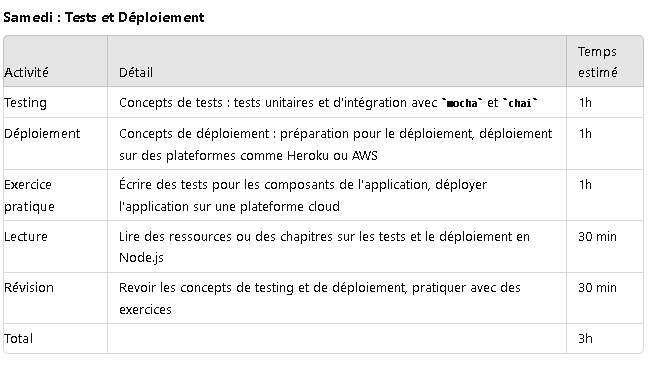 Samedi : Tests et Déploiement
Activité Détail Temps estimé
Testing Concepts de tests : tests unitaires et d'intégration avec `mocha` et `chai` 1h
Déploiement Concepts de déploiement : préparation pour le déploiement, déploiement 1h
sur des plateformes comme Heroku ou AWS
Exercice Écrire des tests pour les composants de l'application, déployer 1h
pratique l'application sur une plateforme cloud
Lecture Lire des ressources ou des chapitres sur les tests et le déploiement en 30 min
Node.js
Révision Revoir les concepts de testing et de déploiement, pratiquer avec des 30 min
exercices
Total 3h